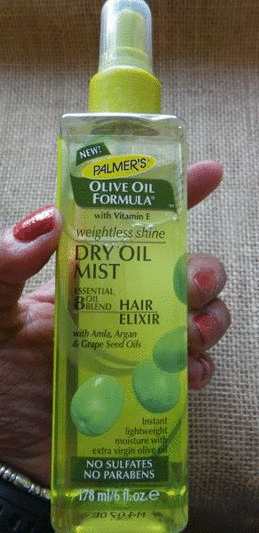 NEW!
PALMER'S
OLIVE OIL
FORMULA®
with Vitamin E
weightless shine
DRY OIL
MIST
ESSENTIAL
8 OIL
BLEND
HAIR
ELIXIR
with Amla, Argan
& Grape Seed Oils
Instant
lightweight
moisture with
extra virgin olive oil
NO SULFATES
NO PARABENS
178 ml/6 fl.oz.e